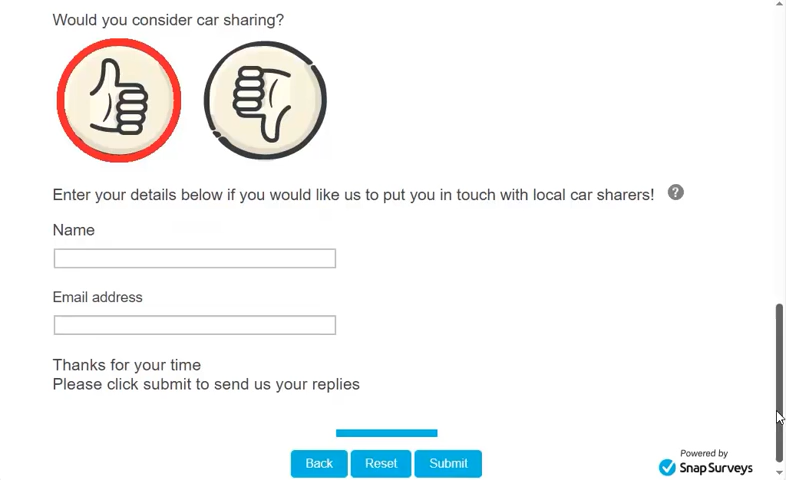 Would you consider car sharing?
Enter your details below if you would like us to put you in touch with local car sharers! ?
Name
Email address
Thanks for your time
Please click submit to send us your replies
Back Reset Submit
Powered by
SnapSurveys